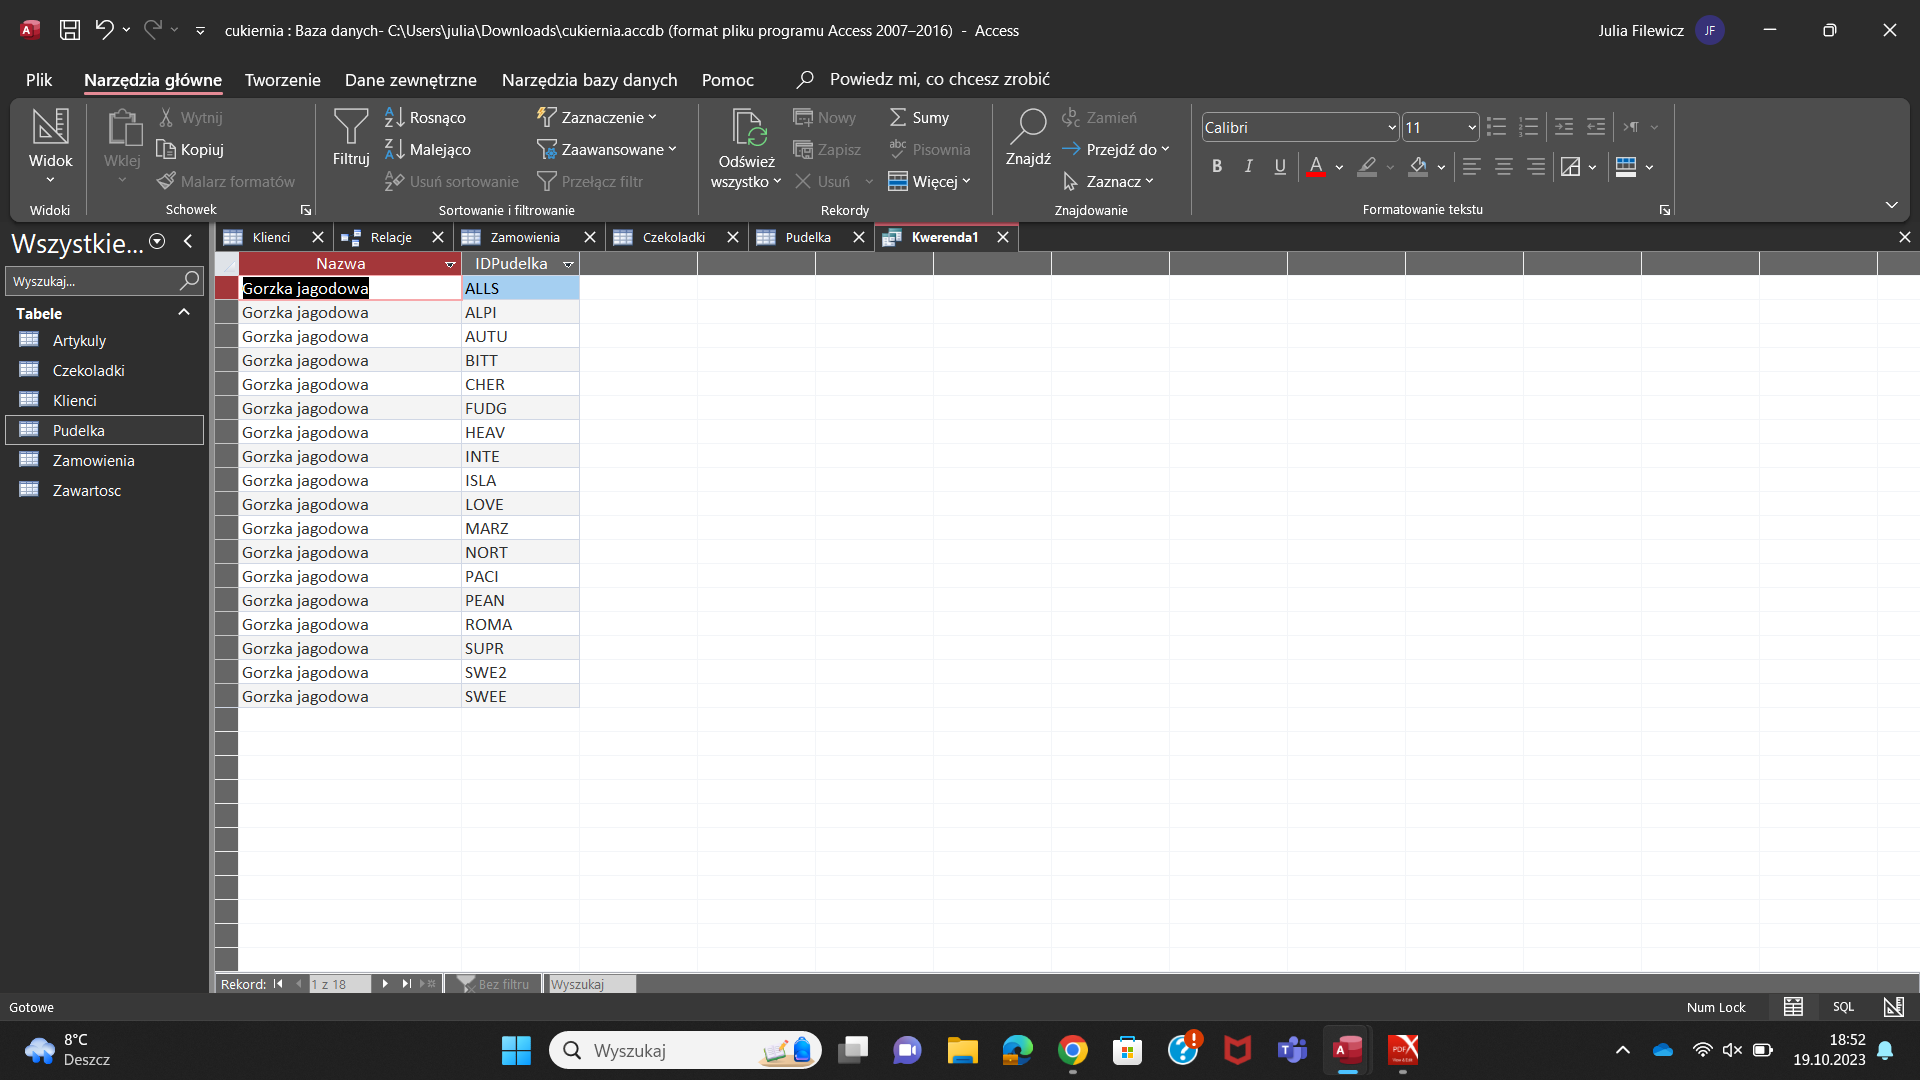 cukiernia : Baza danych- C:\Users\julia\Downloads\cukiernia.accdb (format pliku programu Access 2007–2016) - Access
Julia Filewicz JF
Plik Narzędzia główne Tworzenie Dane zewnętrzne Narzędzia bazy danych Pomoc Powiedz mi, co chcesz zrobić
Widok
Widoki
Wklej
Wytnij
Kopiuj
Malarz formatów
Schowek
Filtruj
Rosnąco
Malejąco
Usuń sortowanie
Zaznaczenie
Zaawansowane
Przełącz filtr
Sortowanie i filtrowanie
Odśwież
wszystko
Nowy
Zapisz
Usuń
Sumy
Pisownia
Więcej
Rekordy
Znajdź
Zamień
Przejdź do
Zaznacz
Znajdowanie
Calibri 11
B I U A
Formatowanie tekstu
Wszystkie...
Wyszukaj...
Tabele
Artykuly
Czekoladki
Klienci
Pudelka
Zamowienia
Zawartosc
Klienci Relacje Zamowienia Czekoladki Pudelka Kwerenda1
Nazwa IDPudelka
Gorzka jagodowa ALLS
Gorzka jagodowa ALPI
Gorzka jagodowa AUTU
Gorzka jagodowa BITT
Gorzka jagodowa CHER
Gorzka jagodowa FUDG
Gorzka jagodowa HEAV
Gorzka jagodowa INTE
Gorzka jagodowa ISLA
Gorzka jagodowa LOVE
Gorzka jagodowa MARZ
Gorzka jagodowa NORT
Gorzka jagodowa PACI
Gorzka jagodowa PEAN
Gorzka jagodowa ROMA
Gorzka jagodowa SUPR
Gorzka jagodowa SWE2
Gorzka jagodowa SWEE
Rekord: 1 z 18 Bez filtru Wyszukaj
Gotowe
Num Lock SQL
8°C
Deszcz
Wyszukaj
18:52
19.10.2023